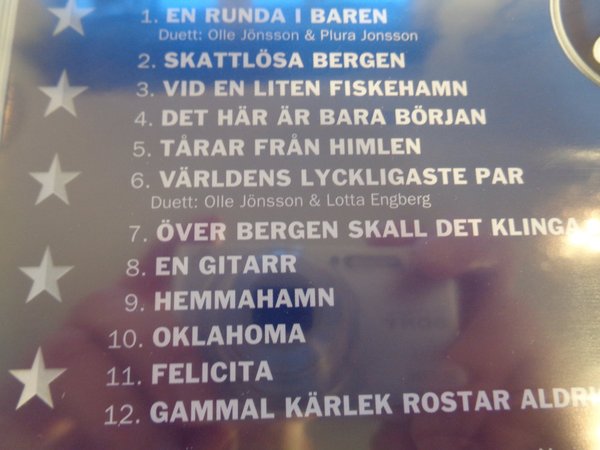 1. EN RUNDA I BAREN
Duett: Olle Jönsson & Plura Jonsson
2. SKATTLÖSA BERGEN
3. VID EN LITEN FISKEHAMN
4. DET HÄR ÄR BARA BÖRJAN
5. TÅRAR FRÅN HIMLEN
6. VÄRLDENS LYCKLIGASTE PAR
Duett: Olle Jönsson & Lotta Engberg
7. ÖVER BERGEN SKALL DET KLINGA
8. EN GITARR
9. HEMMAHAMN
10. OKLAHOMA
11. FELICITA
12. GAMMAL KÄRLEK ROSTAR